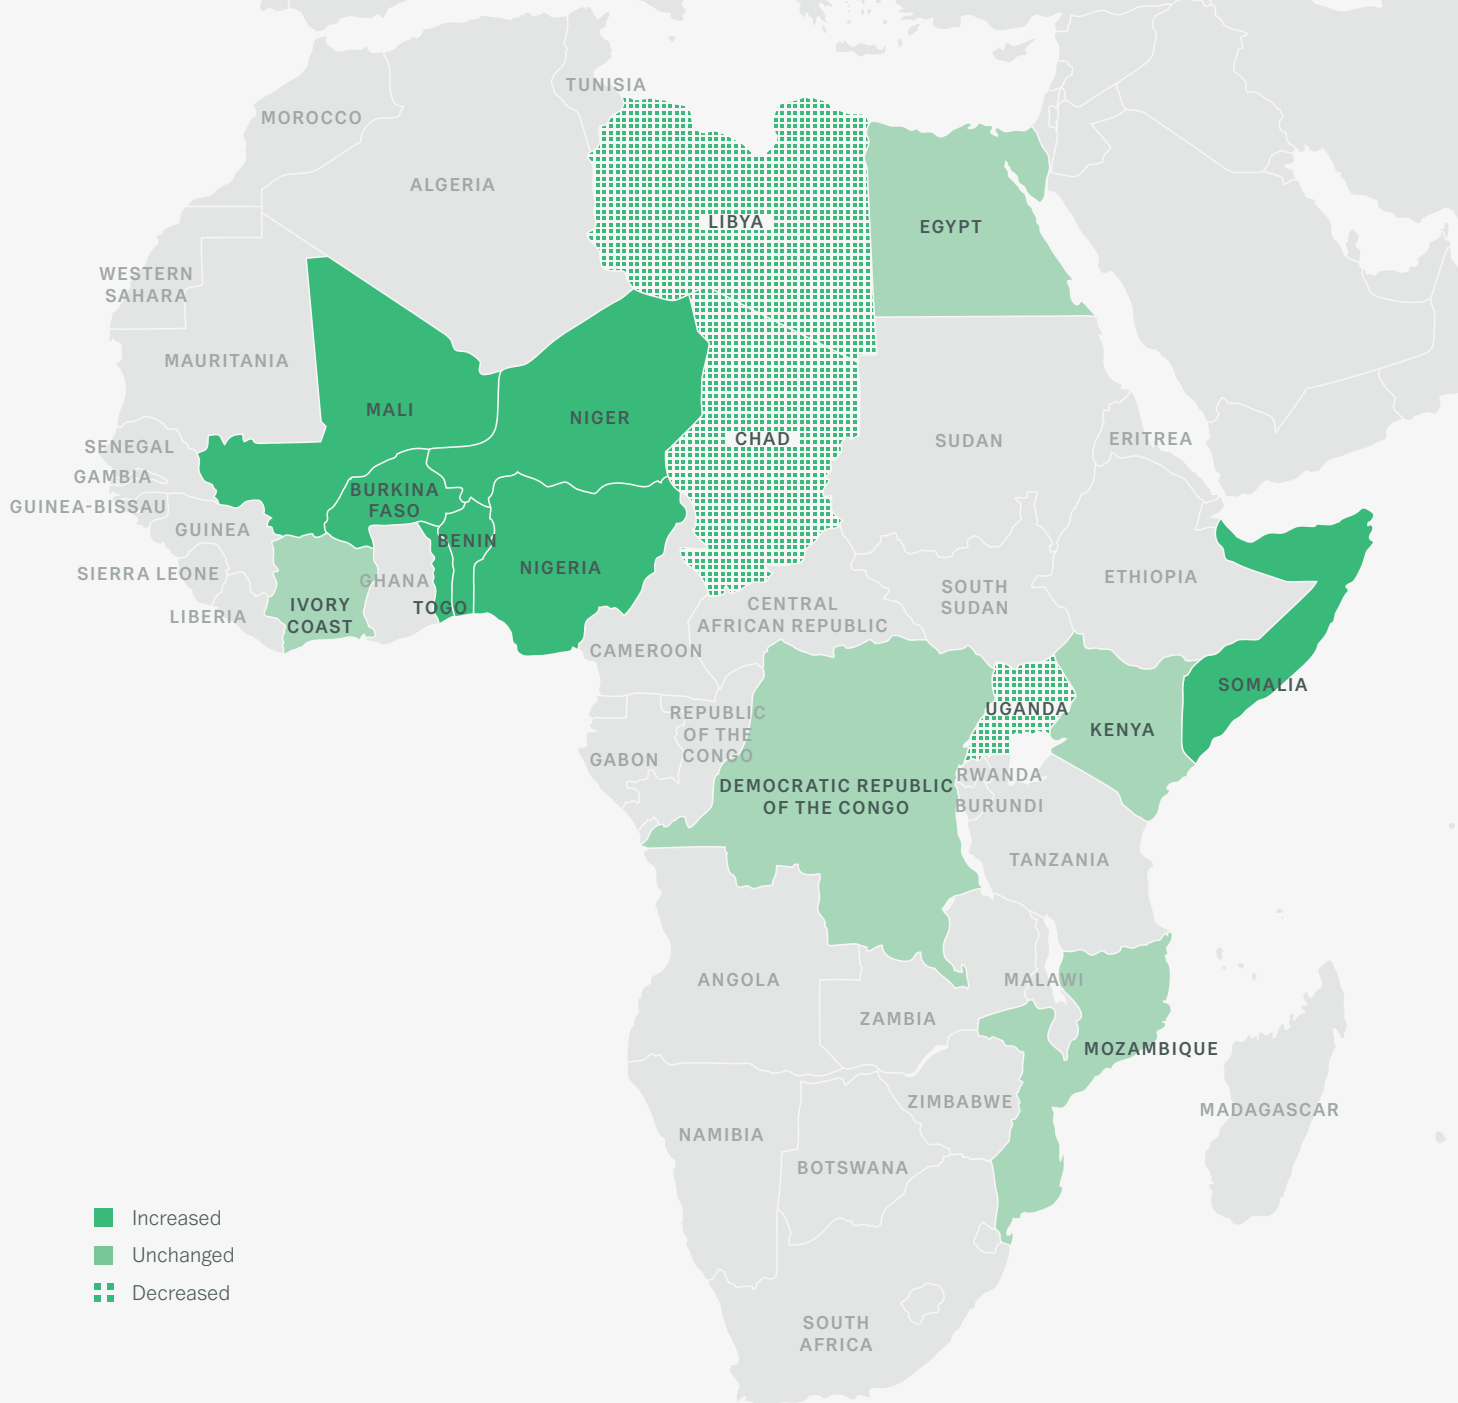 TUNISIA
MOROCCO
ALGERIA
LIBYA
EGYPT
WESTERN
SAHARA
MAURITANIA
MALI
NIGER
CHAD
SUDAN
ERITREA
SENEGAL
GAMBIA
GUINEA-BISSAU
BURKINA
FASO
GUINEA
BENIN
NIGERIA
SIERRA LEONE
GHANA
ETHIOPIA
SOUTH
SUDAN
LIBERIA
IVORY
COAST
TOGO
CENTRAL
AFRICAN REPUBLIC
CAMEROON
SOMALIA
UGANDA
KENYA
REPUBLIC
OF THE
CONGO
GABON
DEMOCRATIC REPUBLIC
OF THE CONGO
RWANDA
BURUNDI
TANZANIA
ANGOLA
MALAWI
ZAMBIA
MOZAMBIQUE
ZIMBABWE
MADAGASCAR
NAMIBIA
BOTSWANA
SOUTH
AFRICA
Increased
Unchanged
Decreased